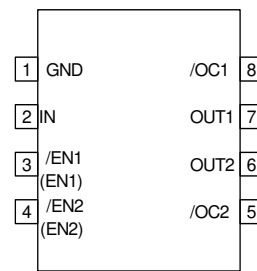 1 GND /OC1 8
2 IN OUT1 7
3 /EN1 OUT2 6
(EN1)
4 /EN2 /OC2 5
(EN2)